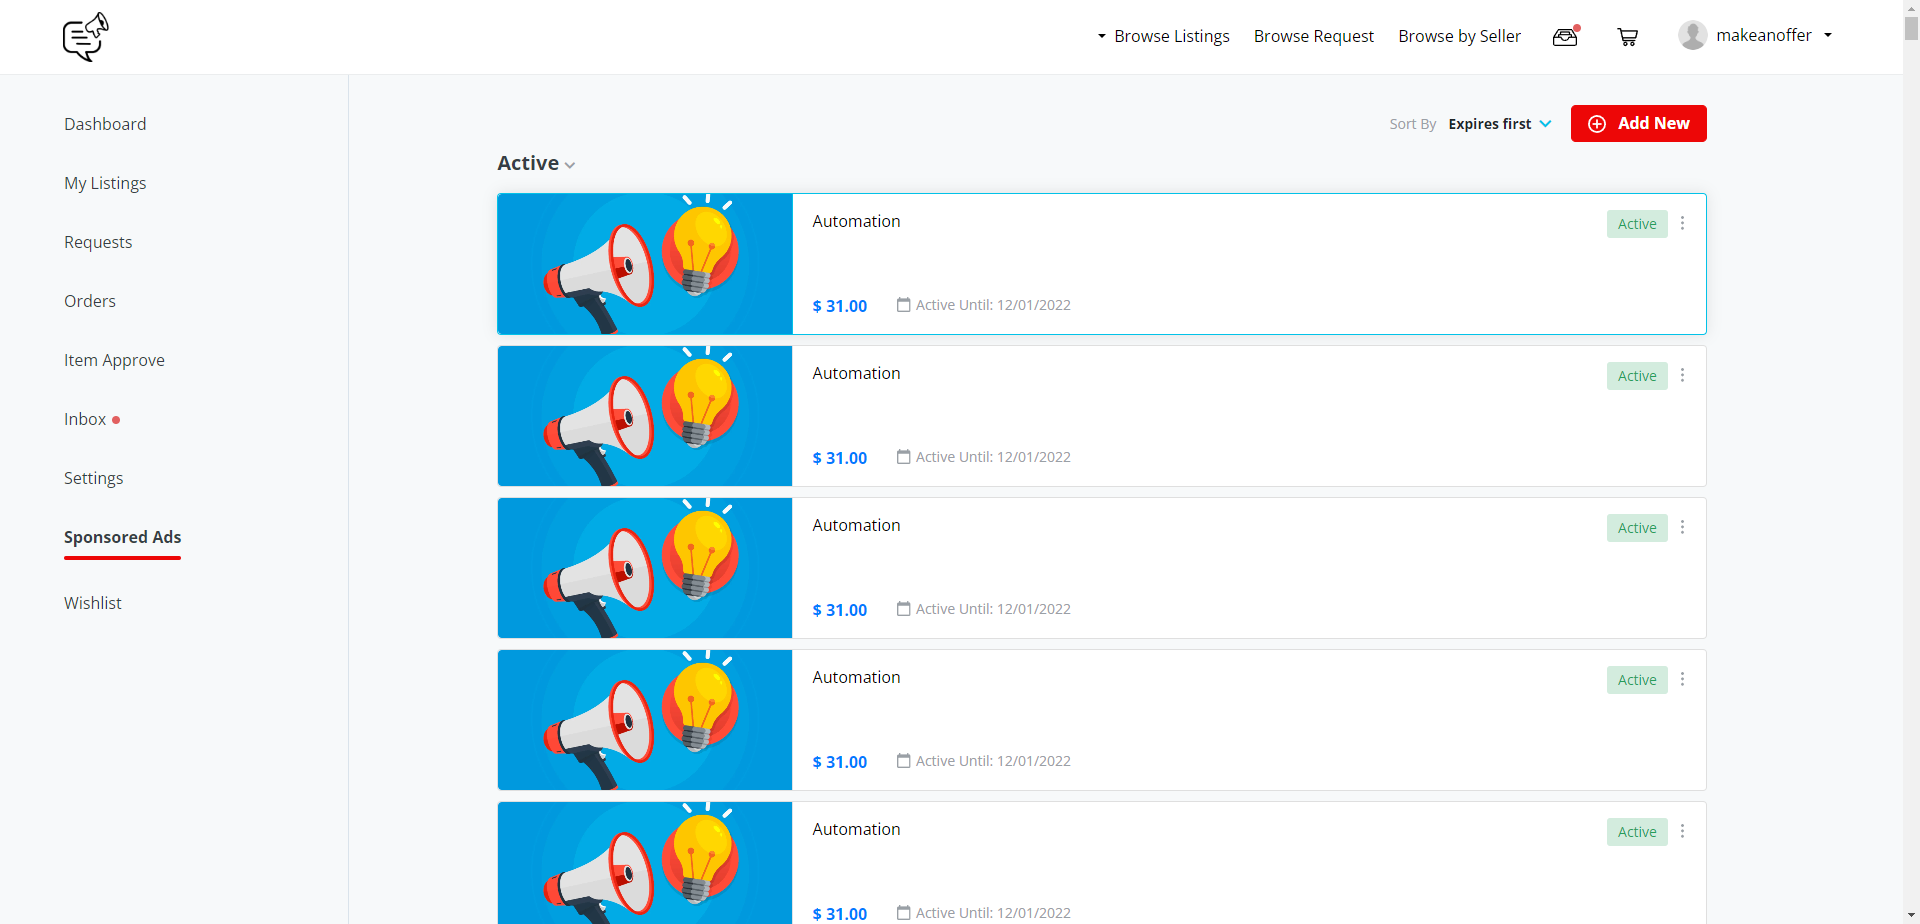 Browse Listings Browse Request Browse by Seller makeanoffer
Dashboard
My Listings
Requests
Orders
Item Approve
Inbox
Settings
Sponsored Ads
Wishlist
Sort By Expires first Add New
Active
Automation Active
$ 31.00 Active Until: 12/01/2022
Automation Active
$ 31.00 Active Until: 12/01/2022
Automation Active
$ 31.00 Active Until: 12/01/2022
Automation Active
$ 31.00 Active Until: 12/01/2022
Automation Active
$ 31.00 Active Until: 12/01/2022